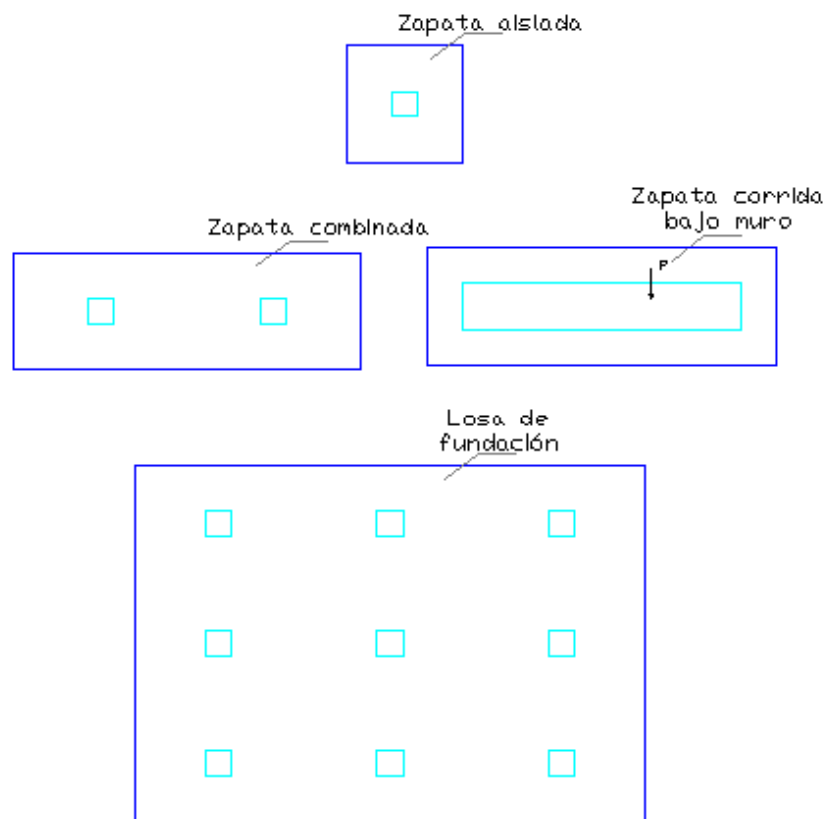 Zapata aislada
Zapata combinada
Zapata corrida
bajo muro
P
Losa de
fundación